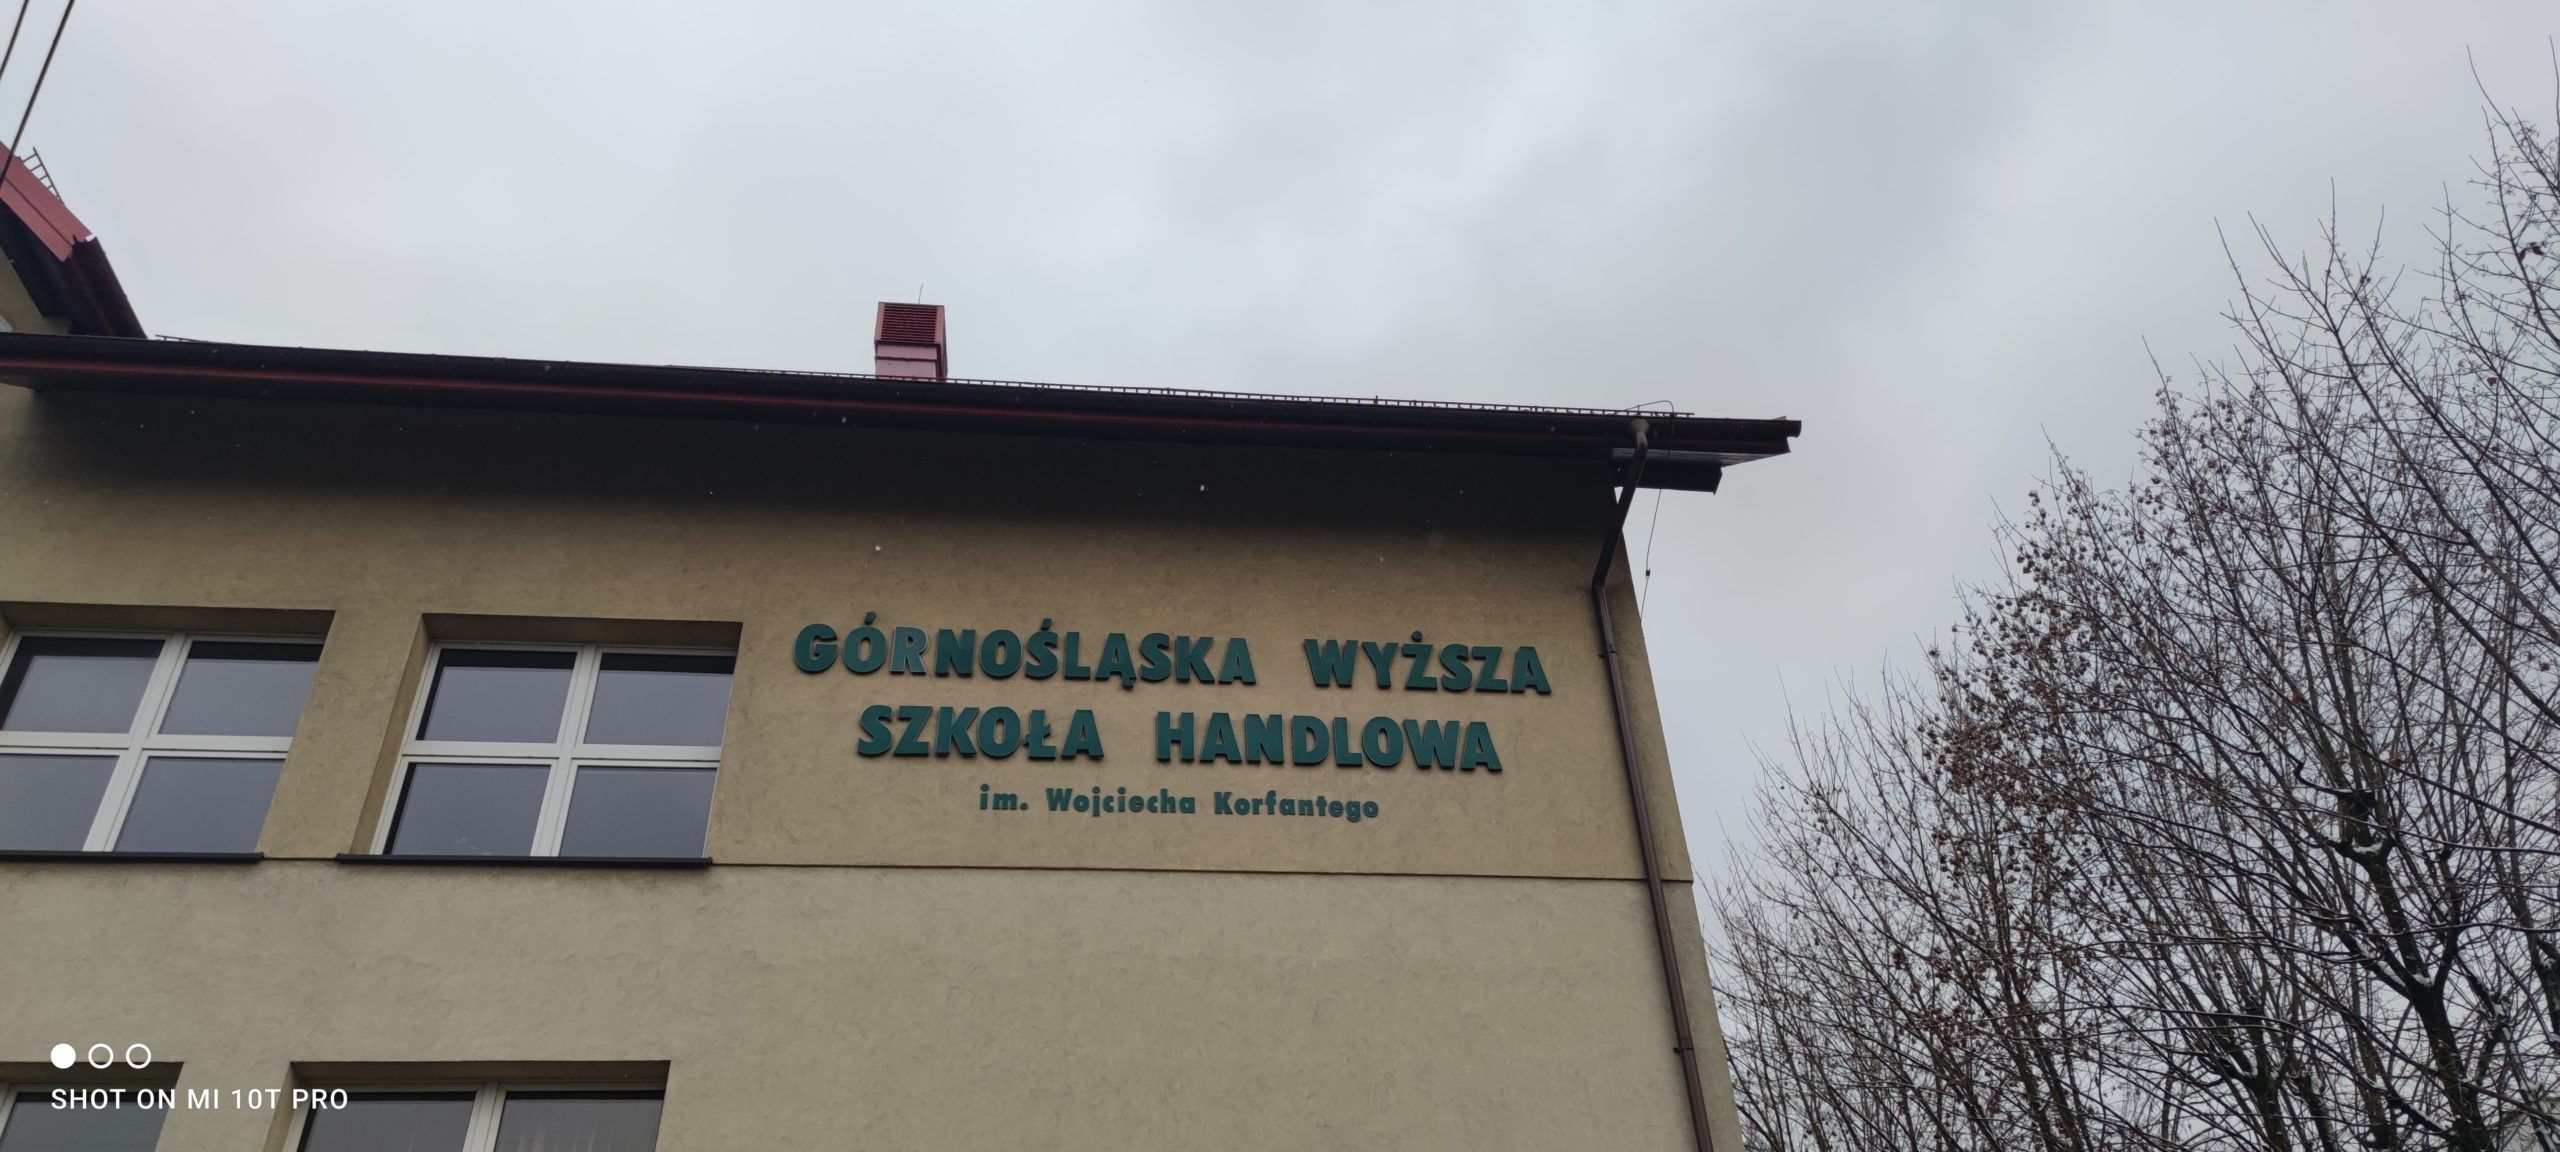 GÓRNOŚLĄSKA WYŻSZA
SZKOŁA HANDLOWA
im. Wojciecha Korfantego
SHOT ON MI 10T PRO